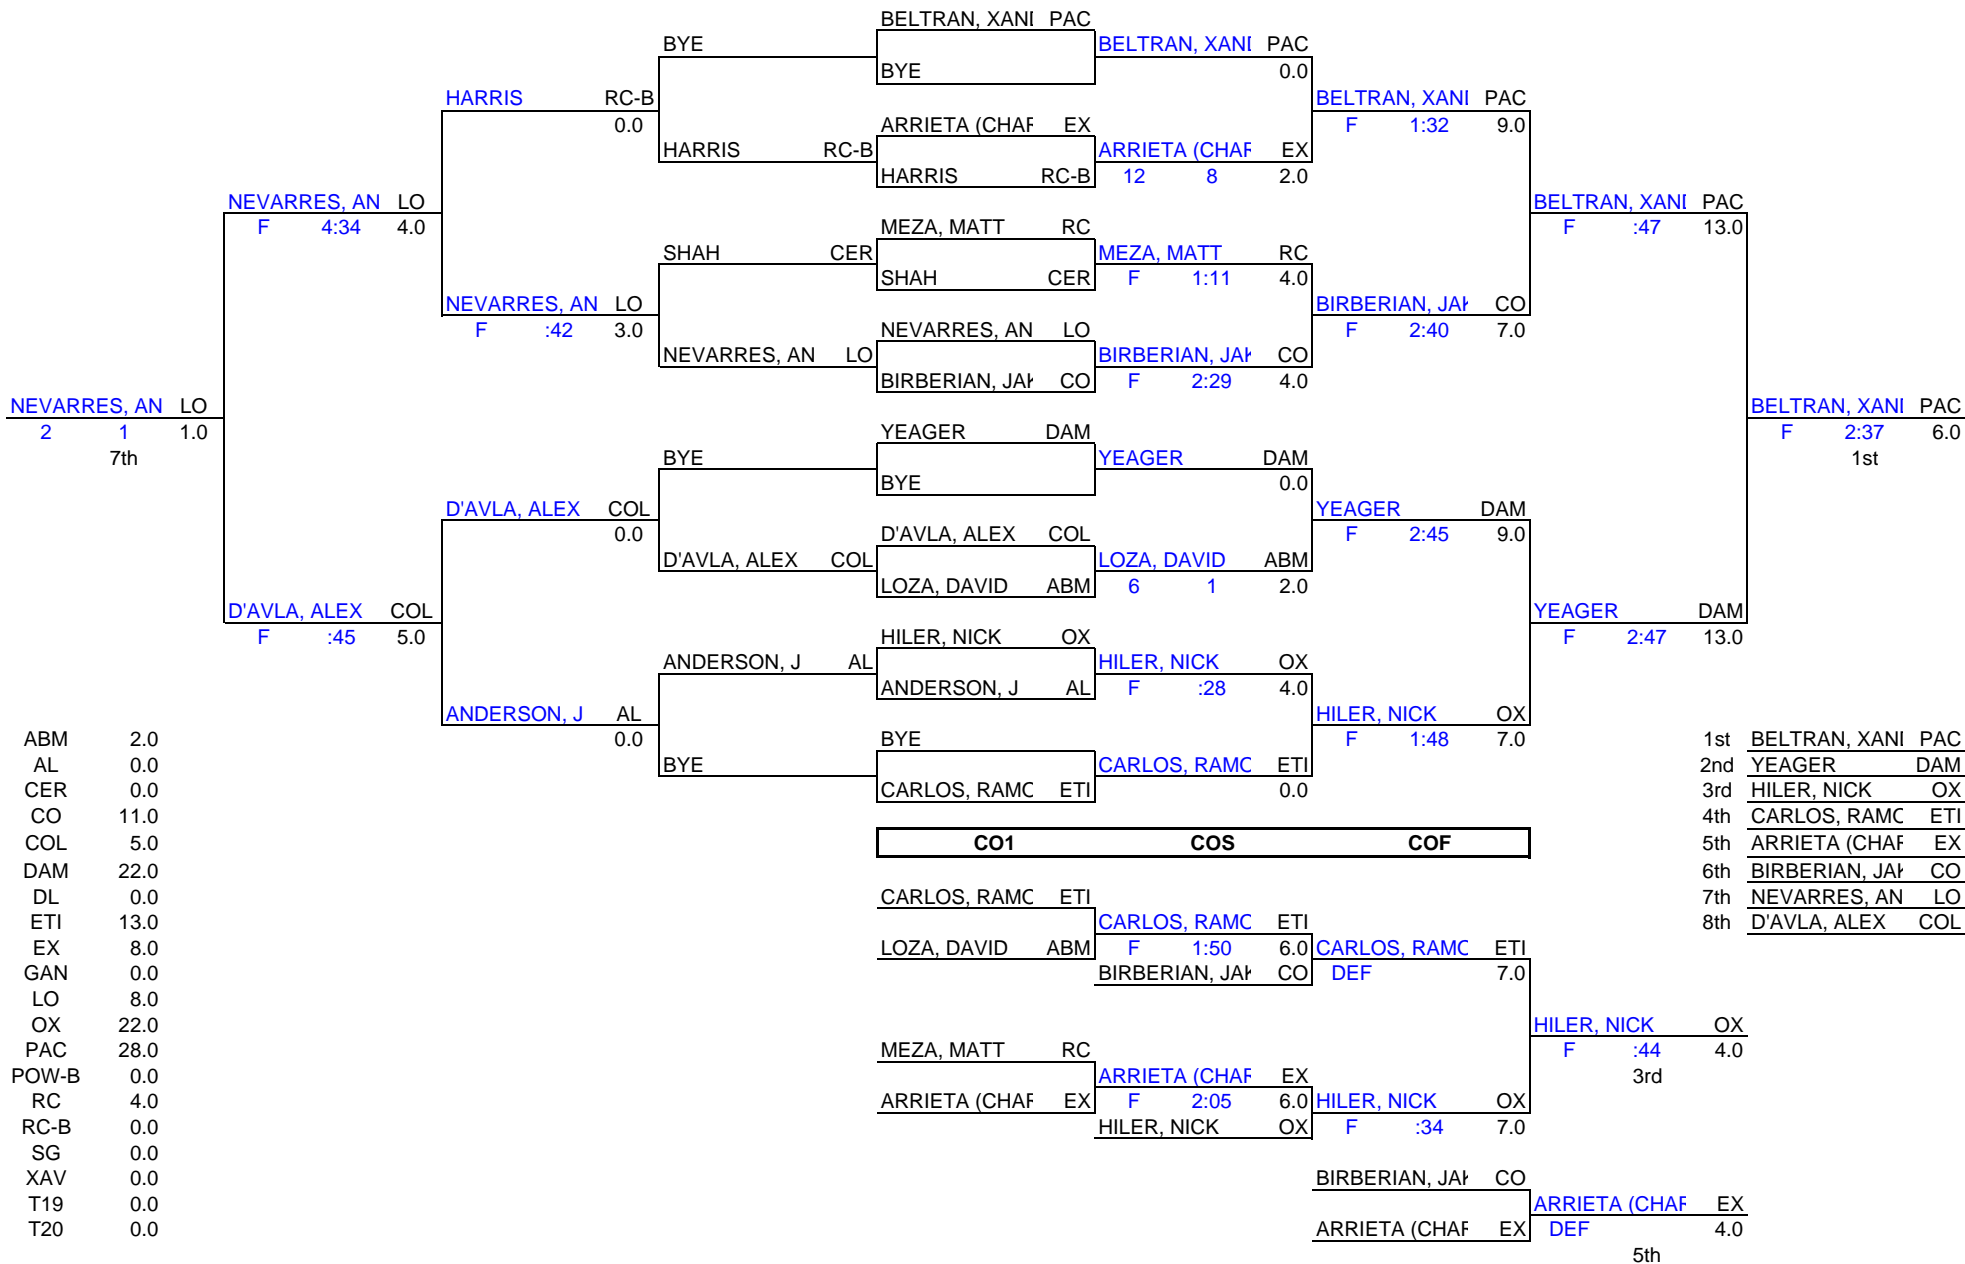 BELTRAN, XANI PAC
BYE BELTRAN, XANI PAC
BYE 0.0
HARRIS RC-B BELTRAN, XANI PAC
0.0 ARRIETA (CHAR EX F 1:32 9.0
HARRIS RC-B ARRIETA (CHAR EX
HARRIS RC-B 12 8 2.0
NEVARRES, AN LO BELTRAN, XANI PAC
F 4:34 4.0 MEZA, MATT RC F :47 13.0
SHAH CER MEZA, MATT RC
SHAH CER F 1:11 4.0
NEVARRES, AN LO BIRBERIAN, JAK CO
F :42 3.0 NEVARRES, AN LO F 2:40 7.0
NEVARRES, AN LO BIRBERIAN, JAK CO
BIRBERIAN, JAK CO F 2:29 4.0
NEVARRES, AN LO BELTRAN, XANI PAC
2 1 1.0 YEAGER DAM F 2:37 6.0
7th BYE YEAGER DAM 1st
BYE 0.0
D'AVLA, ALEX COL YEAGER DAM
0.0 D'AVLA, ALEX COL F 2:45 9.0
D'AVLA, ALEX COL LOZA, DAVID ABM
LOZA, DAVID ABM 6 1 2.0
D'AVLA, ALEX COL YEAGER DAM
F :45 5.0 HILER, NICK OX F 2:47 13.0
ANDERSON, J AL HILER, NICK OX
ANDERSON, J AL F :28 4.0
ANDERSON, J AL HILER, NICK OX
ABM 2.0 0.0 BYE F 1:48 7.0 1st BELTRAN, XANI PAC
AL 0.0 BYE CARLOS, RAMC ETI 2nd YEAGER DAM
CER 0.0 CARLOS, RAMC ETI 0.0 3rd HILER, NICK OX
CO 11.0 4th CARLOS, RAMC ETI
COL 5.0 CO1 COS COF 5th ARRIETA (CHAR EX
DAM 22.0 6th BIRBERIAN, JAK CO
DL 0.0 CARLOS, RAMC ETI 7th NEVARRES, AN LO
ETI 13.0 CARLOS, RAMC ETI 8th D'AVLA, ALEX COL
EX 8.0 LOZA, DAVID ABM F 1:50 6.0 CARLOS, RAMC ETI
GAN 0.0 BIRBERIAN, JAK CO DEF 7.0
LO 8.0
OX 22.0 HILER, NICK OX
PAC 28.0 MEZA, MATT RC F :44 4.0
POW-B 0.0 ARRIETA (CHAR EX 3rd
RC 4.0 ARRIETA (CHAR EX F 2:05 6.0 HILER, NICK OX
RC-B 0.0 HILER, NICK OX F :34 7.0
SG 0.0
XAV 0.0 BIRBERIAN, JAK CO
T19 0.0 ARRIETA (CHAR EX
T20 0.0 ARRIETA (CHAR EX DEF 4.0
5th